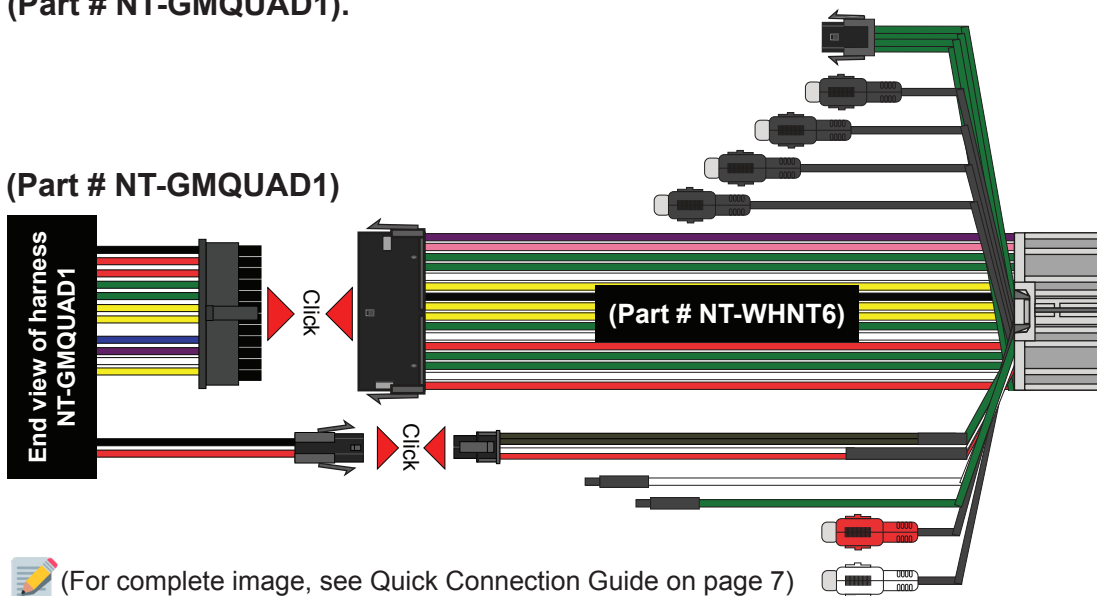 (Part # NT-GMQUAD1).
(Part # NT-GMQUAD1)
End view of harness
NT-GMQUAD1
Click
(Part # NT-WHNT6)
Click
(For complete image, see Quick Connection Guide on page 7)